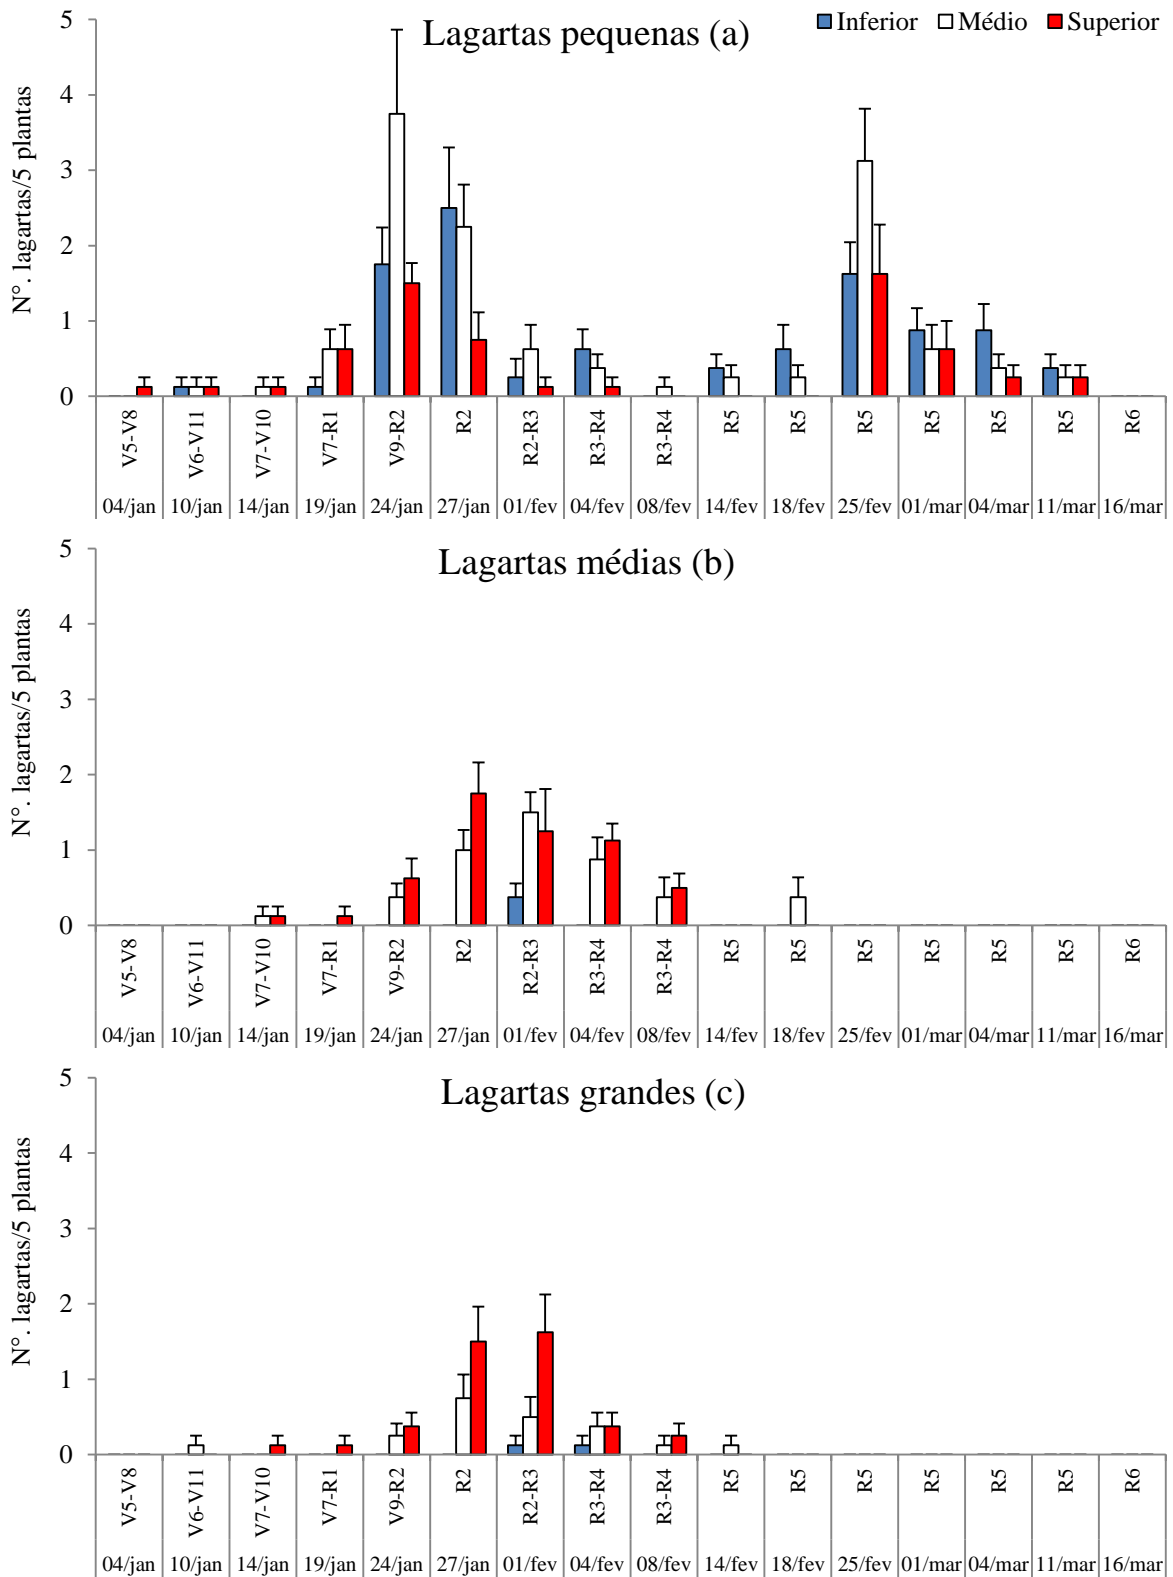 Lagartas pequenas (a)
Inferior Médio Superior
N°. lagartas/5 plantas
5
4
3
2
1
0
V5-V8 V6-V11 V7-V10 V7-R1 V9-R2 R2 R2-R3 R3-R4 R3-R4 R5 R5 R5 R5 R5 R5 R6
04/jan 10/jan 14/jan 19/jan 24/jan 27/jan 01/fev 04/fev 08/fev 14/fev 18/fev 25/fev 01/mar 04/mar 11/mar 16/mar
Lagartas médias (b)
N°. lagartas/5 plantas
5
4
3
2
1
0
V5-V8 V6-V11 V7-V10 V7-R1 V9-R2 R2 R2-R3 R3-R4 R3-R4 R5 R5 R5 R5 R5 R5 R6
04/jan 10/jan 14/jan 19/jan 24/jan 27/jan 01/fev 04/fev 08/fev 14/fev 18/fev 25/fev 01/mar 04/mar 11/mar 16/mar
Lagartas grandes (c)
N°. lagartas/5 plantas
5
4
3
2
1
0
V5-V8 V6-V11 V7-V10 V7-R1 V9-R2 R2 R2-R3 R3-R4 R3-R4 R5 R5 R5 R5 R5 R5 R6
04/jan 10/jan 14/jan 19/jan 24/jan 27/jan 01/fev 04/fev 08/fev 14/fev 18/fev 25/fev 01/mar 04/mar 11/mar 16/mar